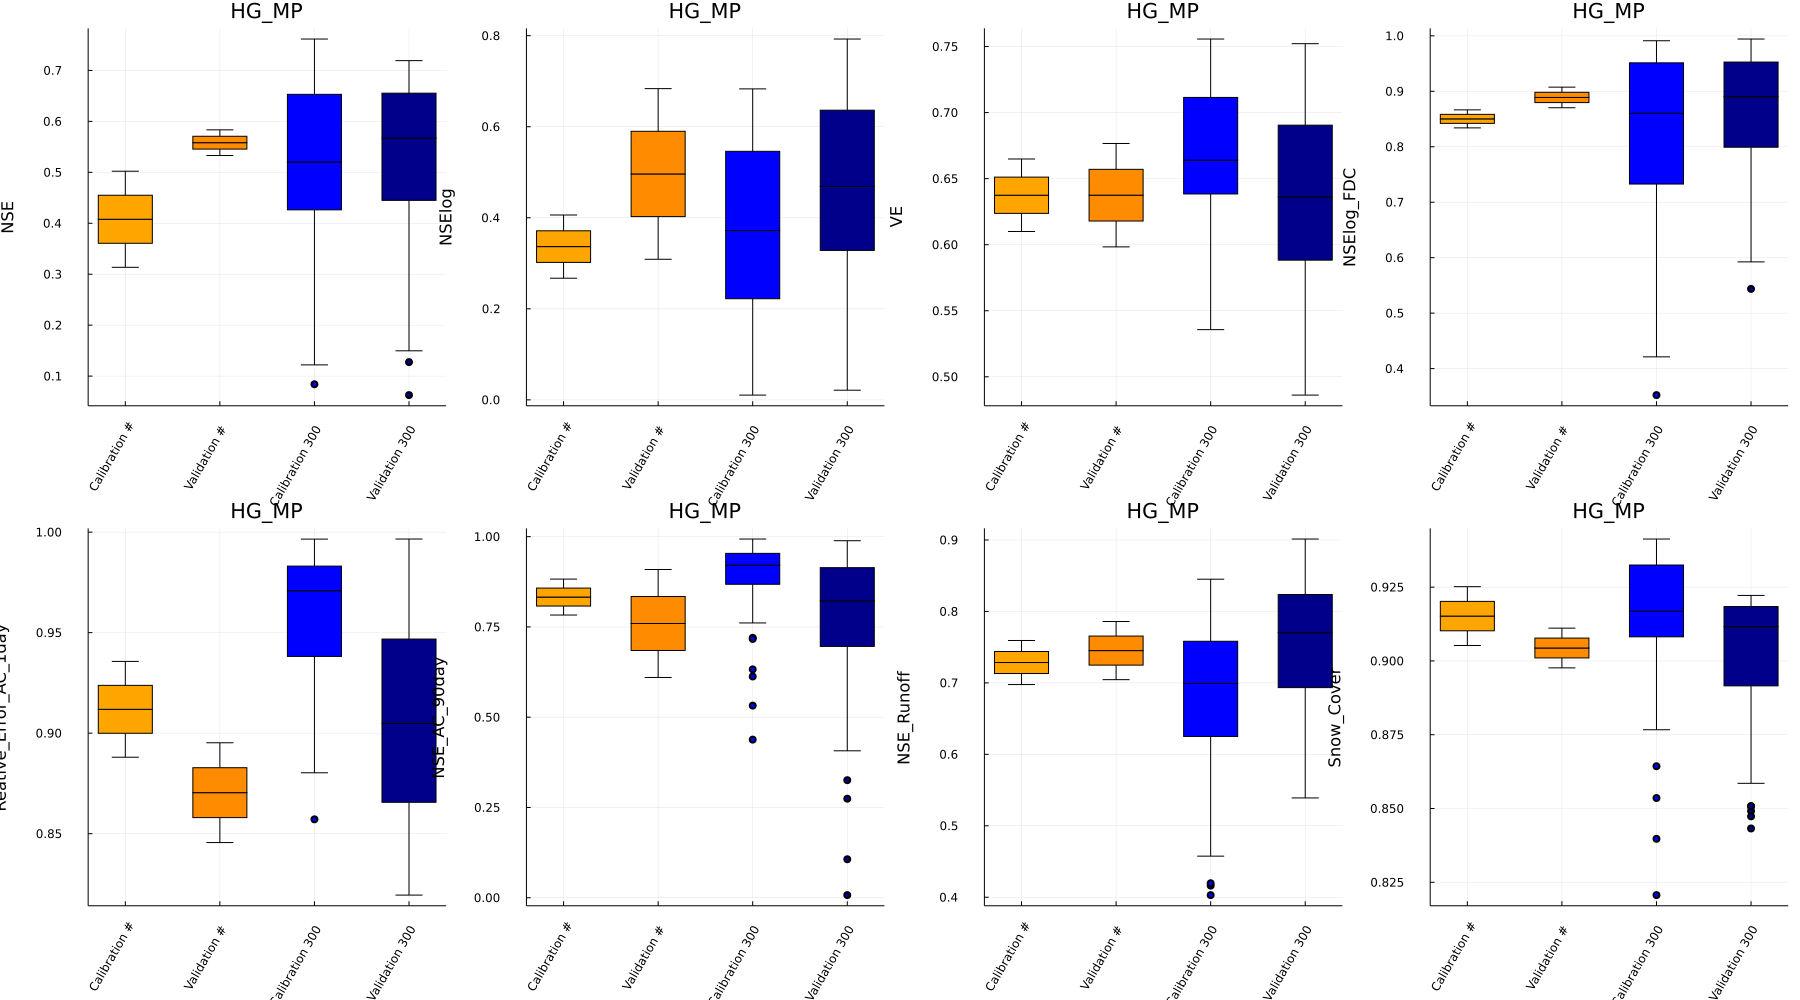 HG_MP
HG_MP
HG_MP
HG_MP
NSE
0.7
0.6
0.5
0.4
0.3
0.2
0.1
Calibration #
Validation #
Calibration 300
Validation 300
NSElog
0.8
0.6
0.4
0.2
0.0
Calibration #
Validation #
Calibration 300
Validation 300
VE
0.75
0.70
0.65
0.60
0.55
0.50
Calibration #
Validation #
Calibration 300
Validation 300
NSElog_FDC
1.0
0.9
0.8
0.7
0.6
0.5
0.4
Calibration #
Validation #
Calibration 300
Validation 300
HG_MP
HG_MP
HG_MP
HG_MP
Reative_Error_AC_1day
1.00
0.95
0.90
0.85
Calibration #
Validation #
Calibration 300
Validation 300
NSE_AC_90day
1.00
0.75
0.50
0.25
0.00
Calibration #
Validation #
Calibration 300
Validation 300
NSE_Runoff
0.9
0.8
0.7
0.6
0.5
0.4
Calibration #
Validation #
Calibration 300
Validation 300
Snow_Cover
0.925
0.900
0.875
0.850
0.825
Calibration #
Validation #
Calibration 300
Validation 300